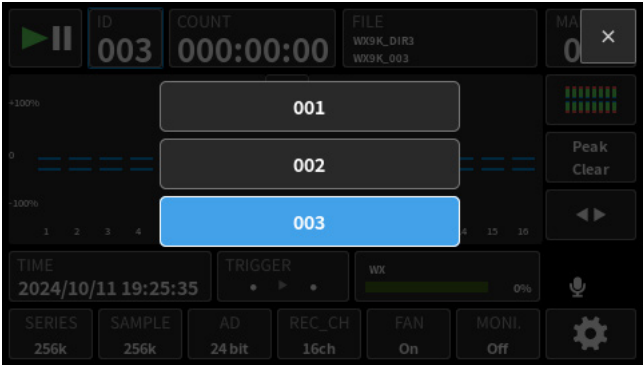 ID
COUNT
FILE
MA
003
000:00:00
WX9K_DIR3
WX9K_003
0
×
+100%
001
0
002
Peak
Clear
-100%
003
1 2 3 4 4 15 16
TIME
2024/10/11 19:25:35
TRIGGER
WX
0%
SERIES
256k
SAMPLE
256k
AD
24 bit
REC_CH
16ch
FAN
On
MONI.
Off